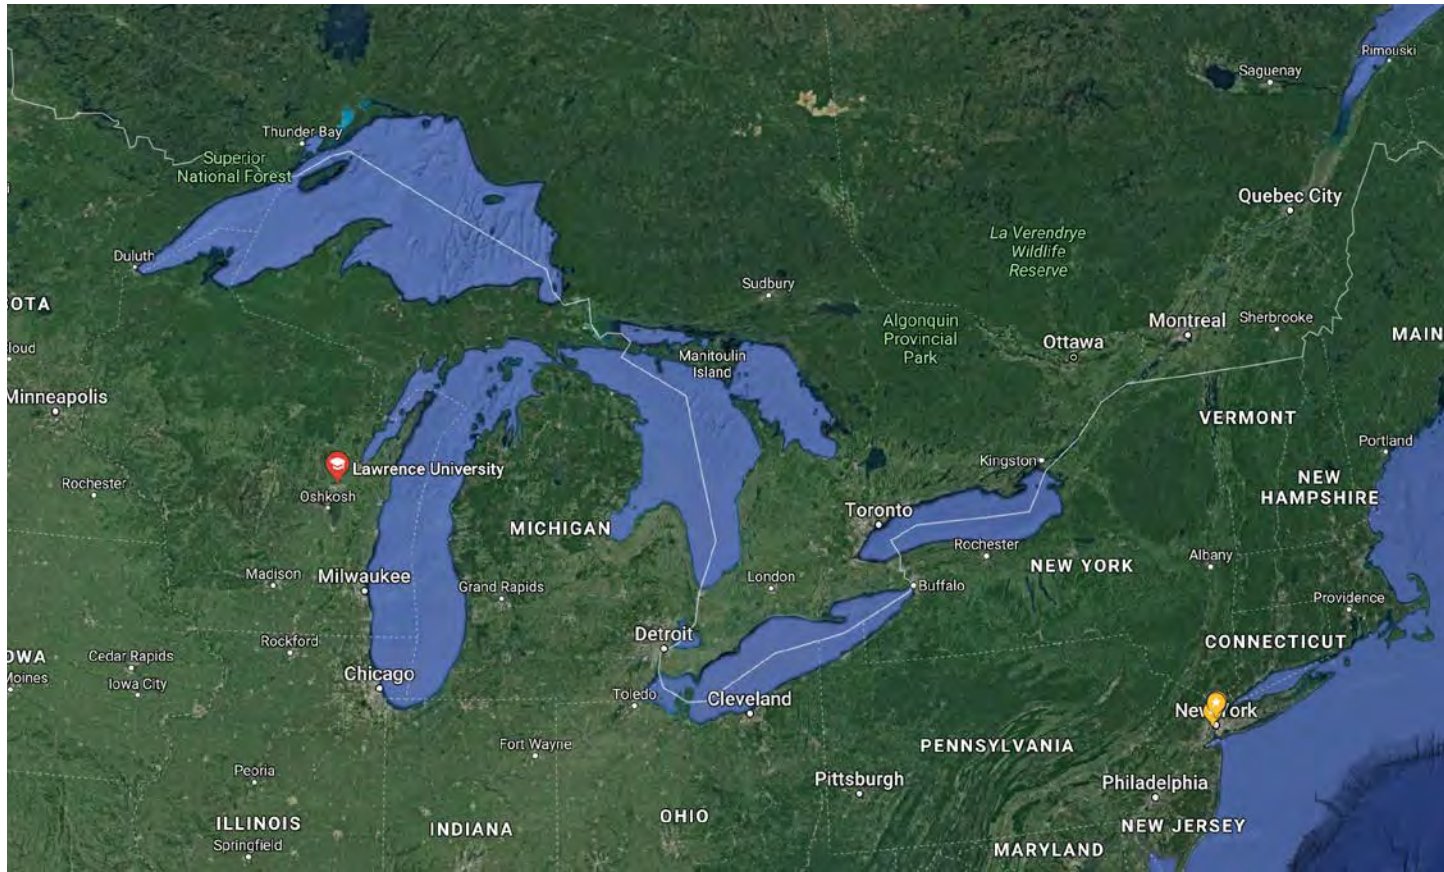 Rimouski
Saguenay
Thunder Bay
Superior
National Forest
Quebec City
La Verendrye
Wildlife
Reserve
Duluth
Sudbury
OTA
Algonquin
Provincial
Park
Montreal
Sherbrooke
Ottawa
MAIN
loud
Manitoulin
Island
Minneapolis
VERMONT
Portland
Lawrence University
Kingston
Rochester
Oshkosh
NEW
HAMPSHIRE
Toronto
MICHIGAN
Rochester
Albany
NEW YORK
Madison
Milwaukee
Grand Rapids
London
Buffalo
Providence
Detroit
Rockford
CONNECTICUT
OWA
Cedar Rapids
Moines
Iowa City
Chicago
Toledo
Cleveland
New York
Fort Wayne
PENNSYLVANIA
Peoria
Pittsburgh
Philadelphia
ILLINOIS
INDIANA
OHIO
NEW JERSEY
Springfield
MARYLAND